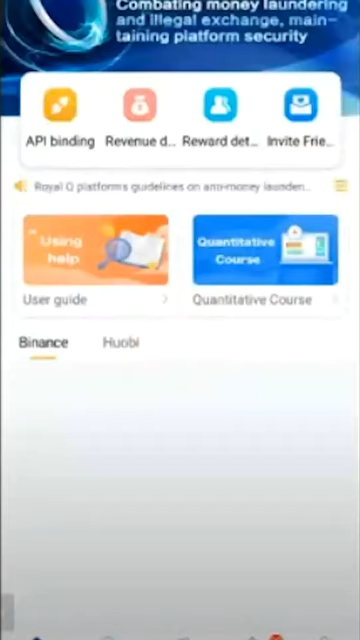 Combating money laundering
and illegal exchange, main-
taining platform security
API binding Revenue d... Reward det... Invite Frie...
Royal Q platform's guidelines on anti-money launderi...
Using
help
Quantitative
Course
User guide
Quantitative Course
Binance Huobi